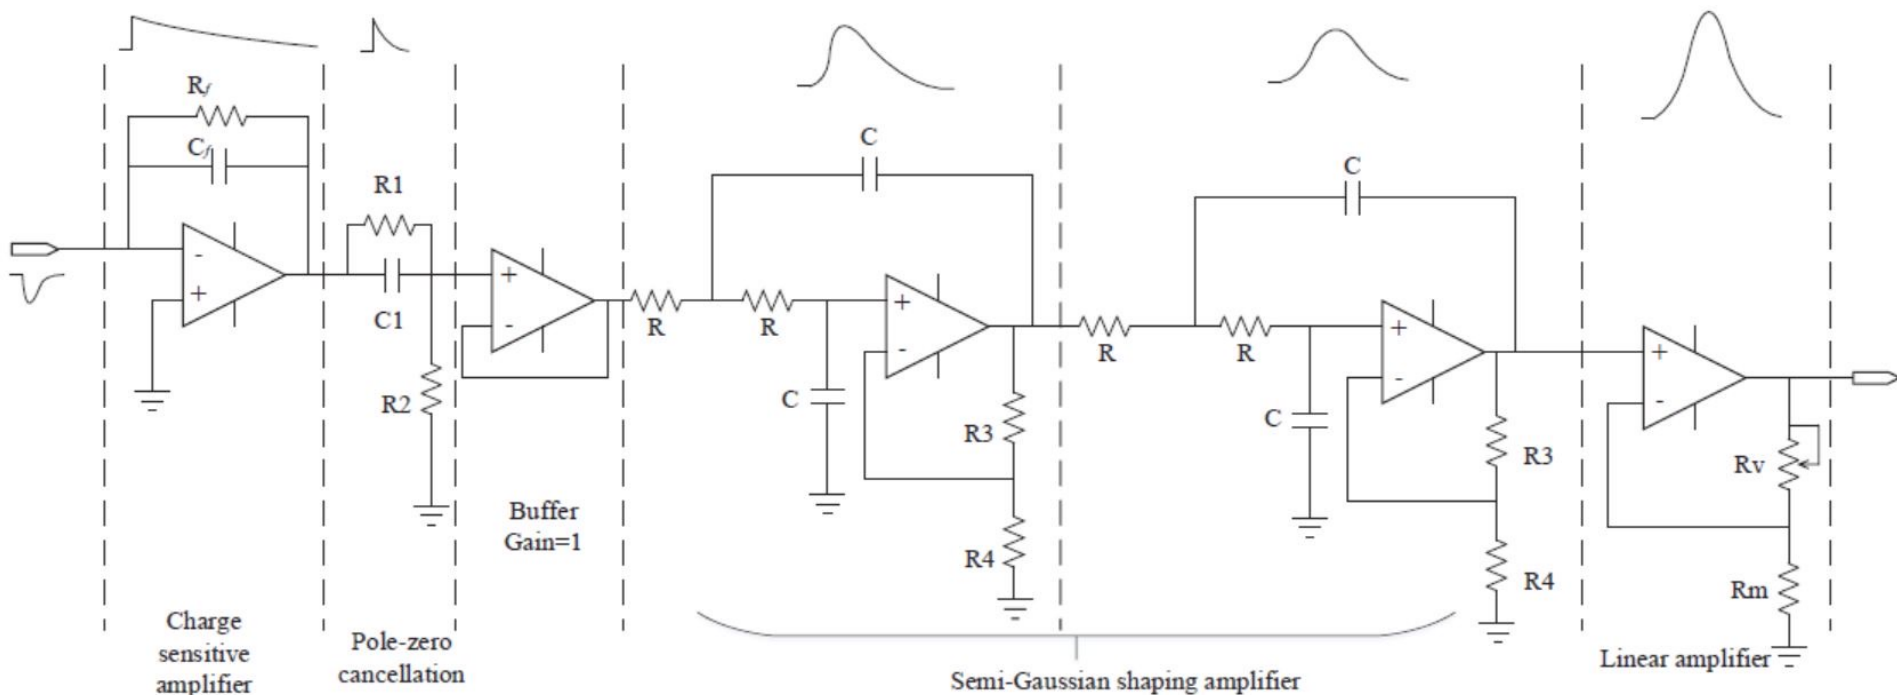 Rf
Cf
-
+
Charge
sensitive
amplifier
R1
C1
R2
Pole-zero
cancellation
+
-
Buffer
Gain=1
R
R
C
C
+
-
R3
R4
R
R
C
C
+
-
R3
R4
Semi-Gaussian shaping amplifier
+
-
Rv
Rm
Linear amplifier